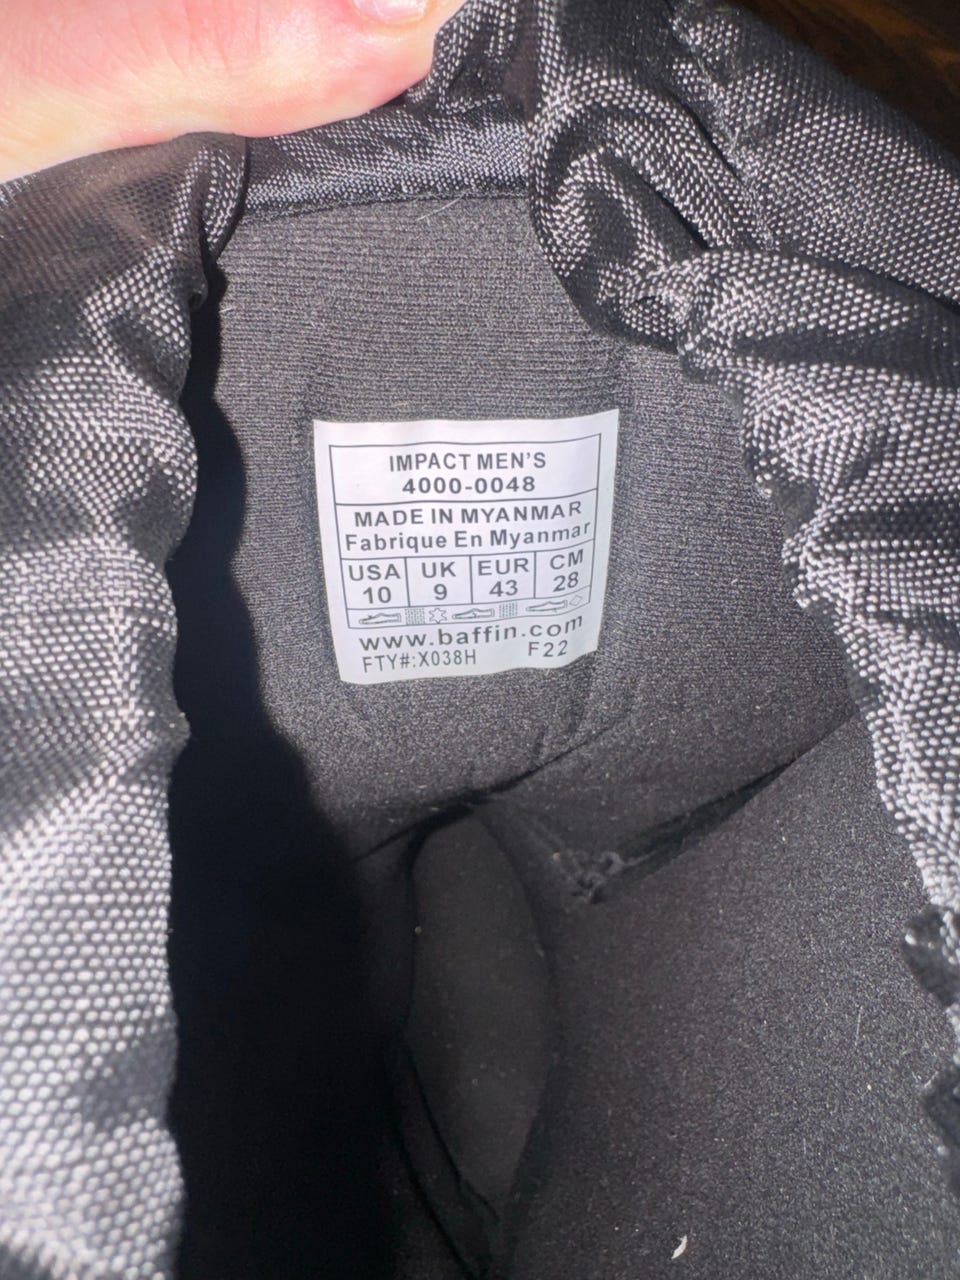 IMPACT MEN'S
4000-0048
MADE IN MYANMAR
Fabrique En Myanmar
USA UK EUR CM
10 9 43 28
www.baffin.com
FTY#:X038H F22